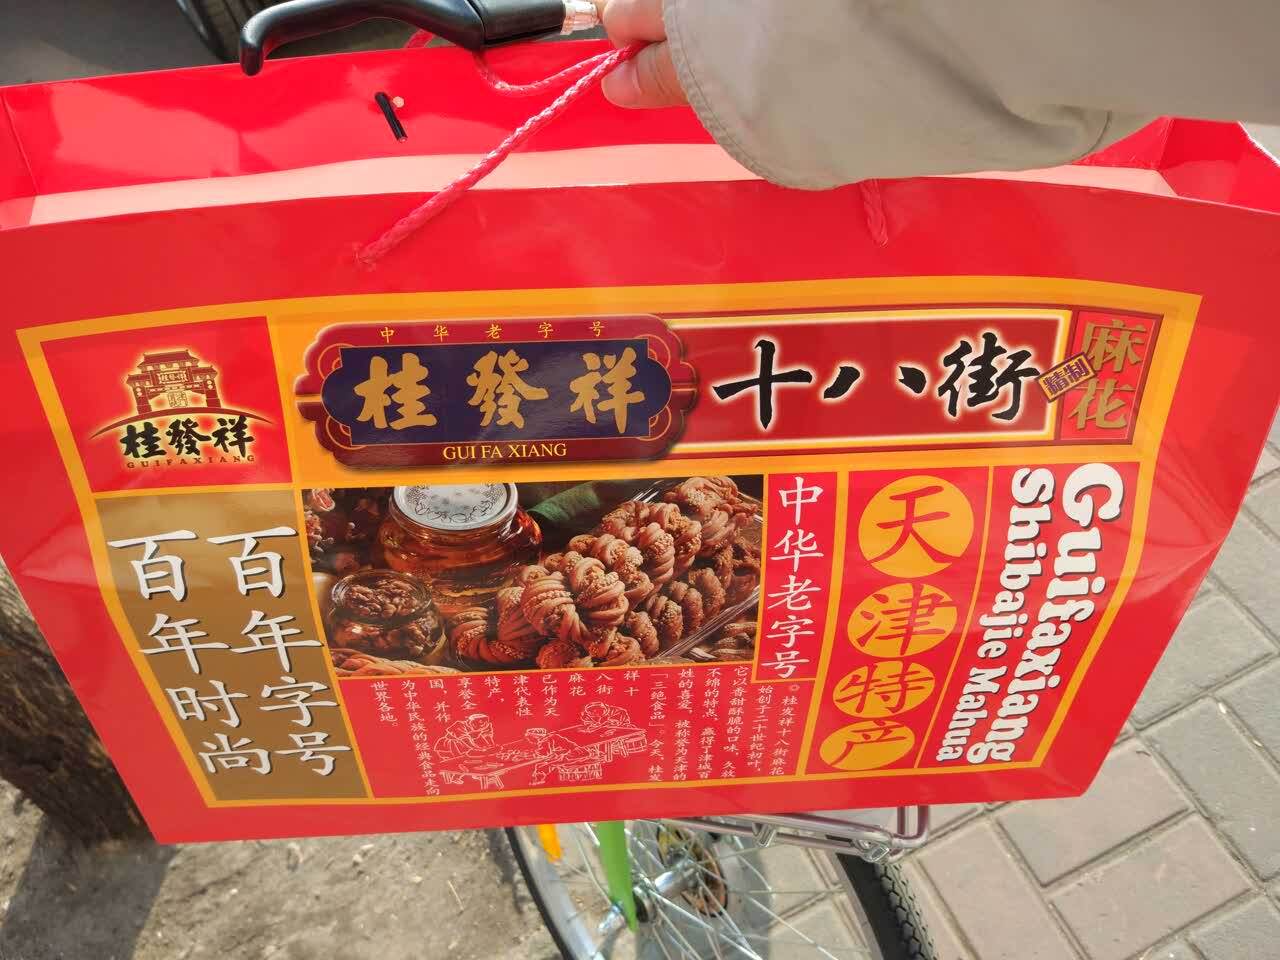 桂發祥
GUIFAXIANG
中华老字号
桂發祥
GUI FA XIANG
十八街
精制
麻花
百年字号
百年时尚
中华老字号
天津特产
Guifaxiang
Shibajie Mahua
桂发祥十八街麻花
始创于二十世纪初叶，
它以香甜酥脆的口味、久放
不绵的特点，赢得了津城百
姓的喜爱，被称誉为天津的
“三绝食品”。今天，桂发
祥十
八街
麻花
已作为天
津代表性
特产，
享誉全
国，并作
为中华民族的经典食品走向
世界各地。